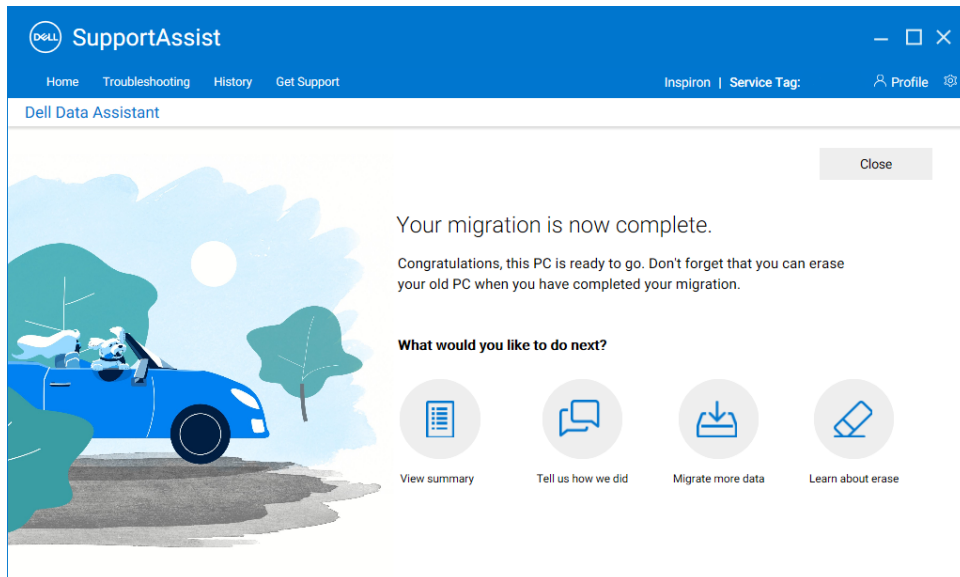 DELL SupportAssist
Home Troubleshooting History Get Support Inspiron | Service Tag: Profile
Dell Data Assistant
Close
Your migration is now complete.
Congratulations, this PC is ready to go. Don't forget that you can erase
your old PC when you have completed your migration.
What would you like to do next?
View summary Tell us how we did Migrate more data Learn about erase